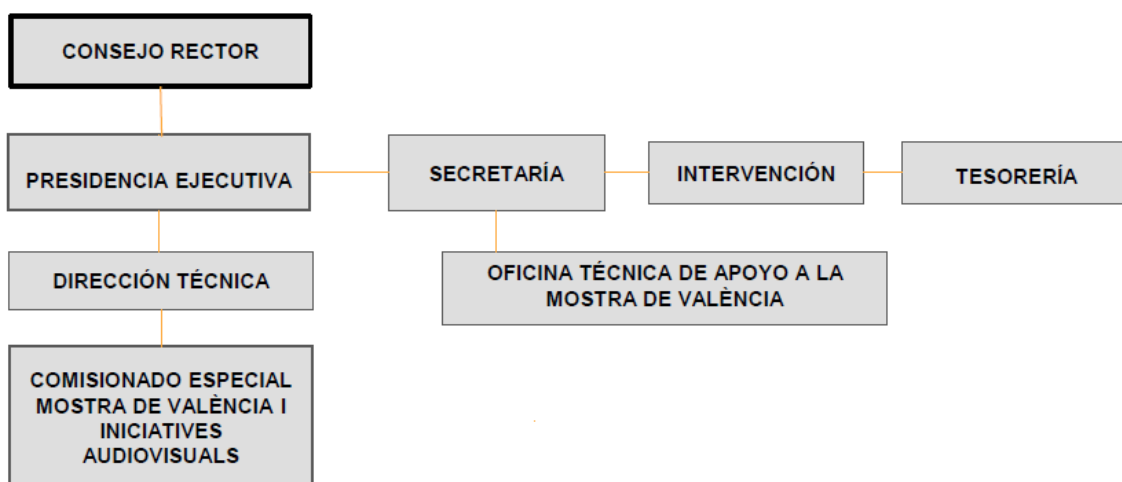 CONSEJO RECTOR
PRESIDENCIA EJECUTIVA
SECRETARÍA
INTERVENCIÓN
TESORERÍA
DIRECCIÓN TÉCNICA
OFICINA TÉCNICA DE APOYO A LA
MOSTRA DE VALÈNCIA
COMISIONADO ESPECIAL
MOSTRA DE VALÈNCIA I
INICIATIVES
AUDIOVISUALS